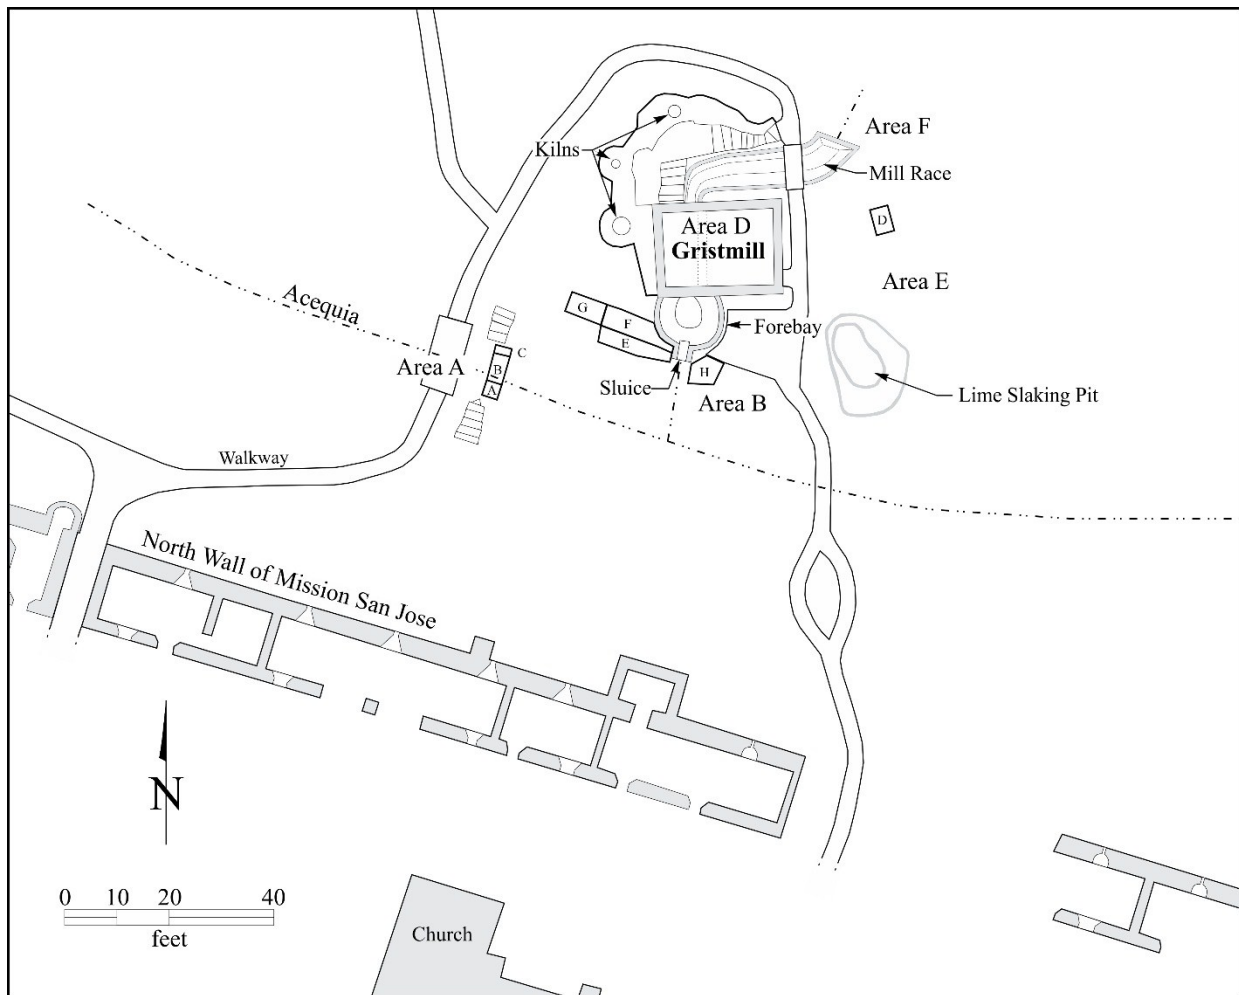 Area F
Kilns
Mill Race
Area D
Gristmill
D
Area E
Acequia
G
F
E
Forebay
C
B
A
Area A
H
Sluice
Area B
Lime Slaking Pit
Walkway
North Wall of Mission San Jose
N
0 10 20 40
feet
Church